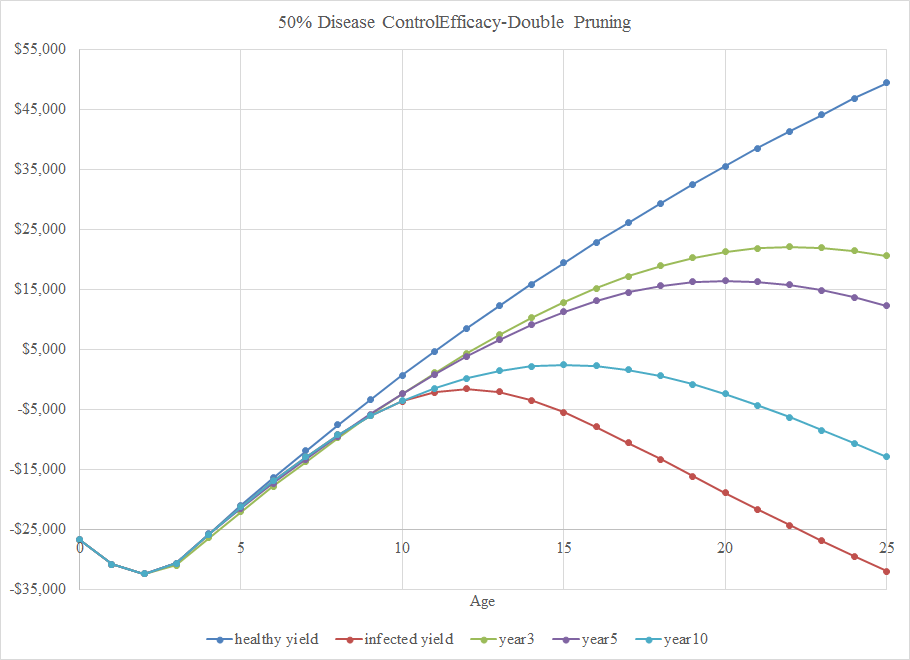 50% Disease ControlEfficacy-Double Pruning
$55,000
$45,000
$35,000
$25,000
$15,000
$5,000
-$5,000
-$15,000
-$25,000
-$35,000
0 5 10 15 20 25
Age
healthy yield infected yield year3 year5 year10